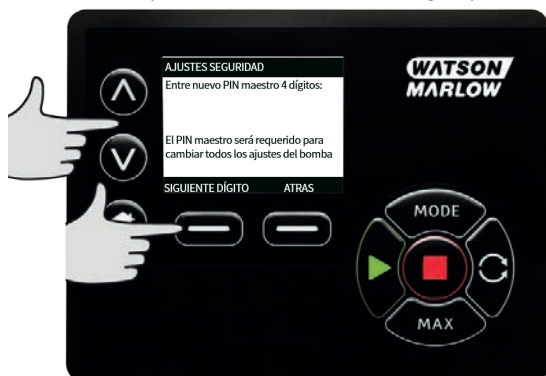 AJUSTES SEGURIDAD
Entre nuevo PIN maestro 4 dígitos:
El PIN maestro será requerido para
cambiar todos los ajustes del bomba
SIGUIENTE DÍGITO ATRAS
WATSON
MARLOW
MODE
MAX